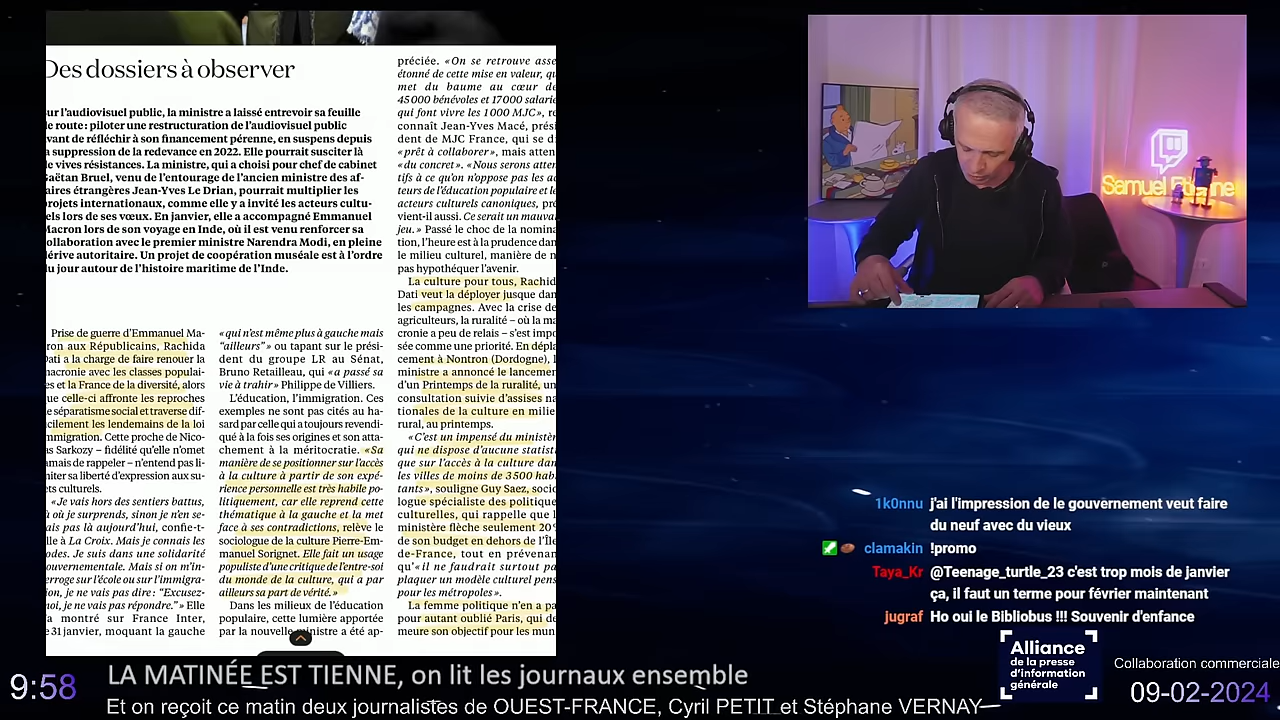 Des dossiers à observer
ur l'audiovisuel public, la ministre a laissé entrevoir sa feuille
de route : piloter une restructuration de l'audiovisuel public
avant de réfléchir à son financement pérenne, en suspens depuis
a suppression de la redevance en 2022. Elle pourrait susciter là
de vives résistances. La ministre, qui a choisi pour chef de cabinet
Gaëtan Bruel, venu de l'entourage de l'ancien ministre des af-
aires étrangères Jean-Yves Le Drian, pourrait multiplier les
projets internationaux, comme elle y a invité les acteurs cultu-
els lors de ses vœux. En janvier, elle a accompagné Emmanuel
Macron lors de son voyage en Inde, où il est venu renforcer sa
ollaboration avec le premier ministre Narendra Modi, en pleine
dérive autoritaire. Un projet de coopération muséale est à l'ordre
du jour autour de l'histoire maritime de l'Inde.
Prise de guerre d'Emmanuel Ma-
ron aux Républicains, Rachida
Dati a la charge de faire renouer la
macronie avec les classes populai-
es et la France de la diversité, alors
que celle-ci affronte les reproches
de séparatisme social et traverse dif-
icilement les lendemains de la loi
mmigration. Cette proche de Nico-
as Sarkozy – fidélité qu'elle n'omet
amais de rappeler – n'entend pas li-
miter sa liberté d'expression aux su-
ets culturels.
«Je vais hors des sentiers battus,
à où je surprends, sinon je n'en se-
ais pas là aujourd'hui, confie-t-
elle à La Croix. Mais je connais les
odes. Je suis dans une solidarité
gouvernementale. Mais si on m'in-
erroge sur l'école ou sur l'immigra-
ion, je ne vais pas dire : “Excusez-
moi, je ne vais pas répondre.”» Elle
a montré sur France Inter,
e 31 janvier, moquant la gauche
«qui n'est même plus à gauche mais
“ailleurs”» ou tapant sur le prési-
dent du groupe LR au Sénat,
Bruno Retailleau, qui «a passé sa
vie à trahir» Philippe de Villiers.
L'éducation, l'immigration. Ces
exemples ne sont pas cités au ha-
sard par celle qui a toujours revendi-
qué à la fois ses origines et son atta-
chement à la méritocratie. «Sa
manière de se positionner sur l'accès
à la culture à partir de son expé-
rience personnelle est très habile po-
litiquement, car elle reprend cette
thématique à la gauche et la met
face à ses contradictions, relève le
sociologue de la culture Pierre-Em-
manuel Sorignet. Elle fait un usage
populiste d'une critique de l'entre-soi
du monde de la culture, qui a par
ailleurs sa part de vérité.»
Dans les milieux de l'éducation
populaire, cette lumière apportée
par la nouvelle ministre a été ap-
préciée. «On se retrouve asse
étonné de cette mise en valeur, qu
met du baume au cœur de
45 000 bénévoles et 17 000 salarié
qui font vivre les 1 000 MJC», re
connaît Jean-Yves Macé, prési
dent de MJC France, qui se di
«prêt à collaborer», mais atten
«du concret». «Nous serons atten
tifs à ce qu'on n'oppose pas les ac
teurs de l'éducation populaire et le
acteurs culturels canoniques, pré
vient-il aussi. Ce serait un mauva
jeu.» Passé le choc de la nomina
tion, l'heure est à la prudence dan
le milieu culturel, manière de n
pas hypothéquer l'avenir.
La culture pour tous, Rachid
Dati veut la déployer jusque dan
les campagnes. Avec la crise de
agriculteurs, la ruralité – où la ma
cronie a peu de relais – s'est impo
sée comme une priorité. En dépla
cement à Nontron (Dordogne), l
ministre a annoncé le lancemen
d'un Printemps de la ruralité, un
consultation suivie d'assises na
tionales de la culture en milie
rural, au printemps.
«C'est un impensé du ministèr
qui ne dispose d'aucune statisti
que sur l'accès à la culture dan
les villes de moins de 3 500 hab
tants», souligne Guy Saez, socio
logue spécialiste des politique
culturelles, qui rappelle que l
ministère flèche seulement 20 %
de son budget en dehors de l'Île
de-France, tout en prévenan
qu'«il ne faudrait surtout pa
plaquer un modèle culturel pens
pour les métropoles».
La femme politique n'en a pa
pour autant oublié Paris, qui de
meure son objectif pour les mun
Samuel Etienne
1k0nnu j'ai l'impression de le gouvernement veut faire
du neuf avec du vieux
clamakin !promo
Taya_Kr @Teenage_turtle_23 c'est trop mois de janvier
ça, il faut un terme pour février maintenant
jugraf Ho oui le Bibliobus !!! Souvenir d'enfance
Alliance
de la presse
d'information
générale
Collaboration commerciale
9:58
LA MATINÉE EST TIENNE, on lit les journaux ensemble
09-02-2024
Et on reçoit ce matin deux journalistes de OUEST-FRANCE, Cyril PETIT et Stéphane VERNAY